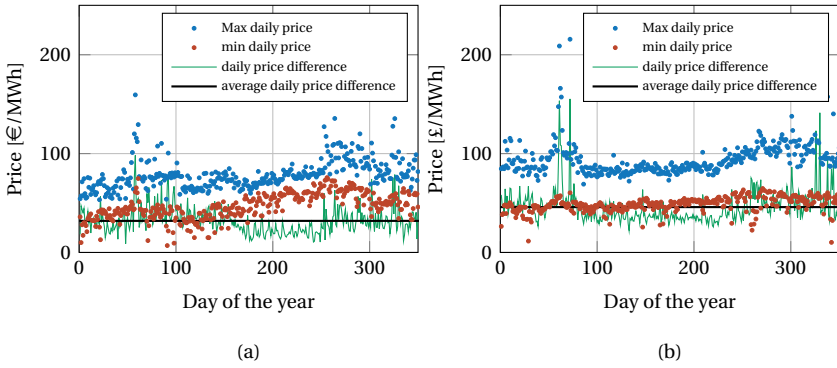 Max daily price
min daily price
daily price difference
average daily price difference
Price [€/MWh]
200
100
0
0
100
200
300
Day of the year
(a)
Max daily price
min daily price
daily price difference
average daily price difference
Price [£/MWh]
200
100
0
0
100
200
300
Day of the year
(b)